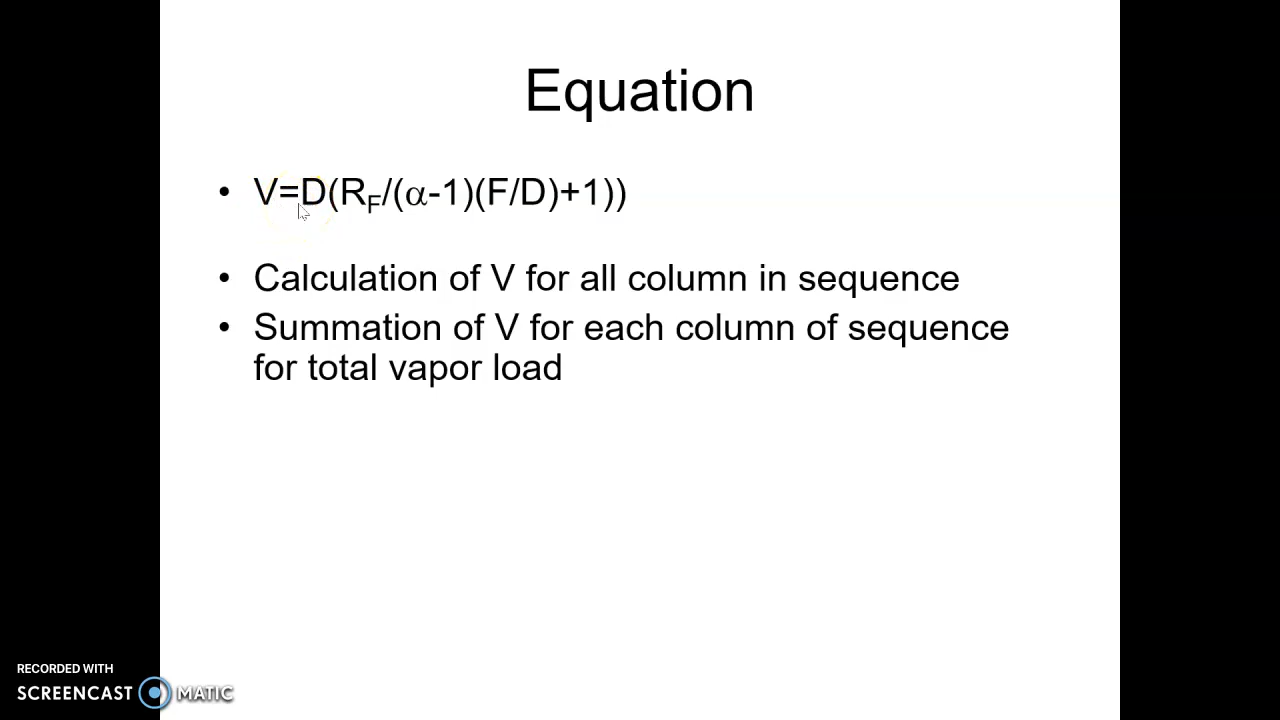 Equation
• V=D(R_F/(α-1)(F/D)+1))
• Calculation of V for all column in sequence
• Summation of V for each column of sequence
for total vapor load
RECORDED WITH
SCREENCAST MATIC